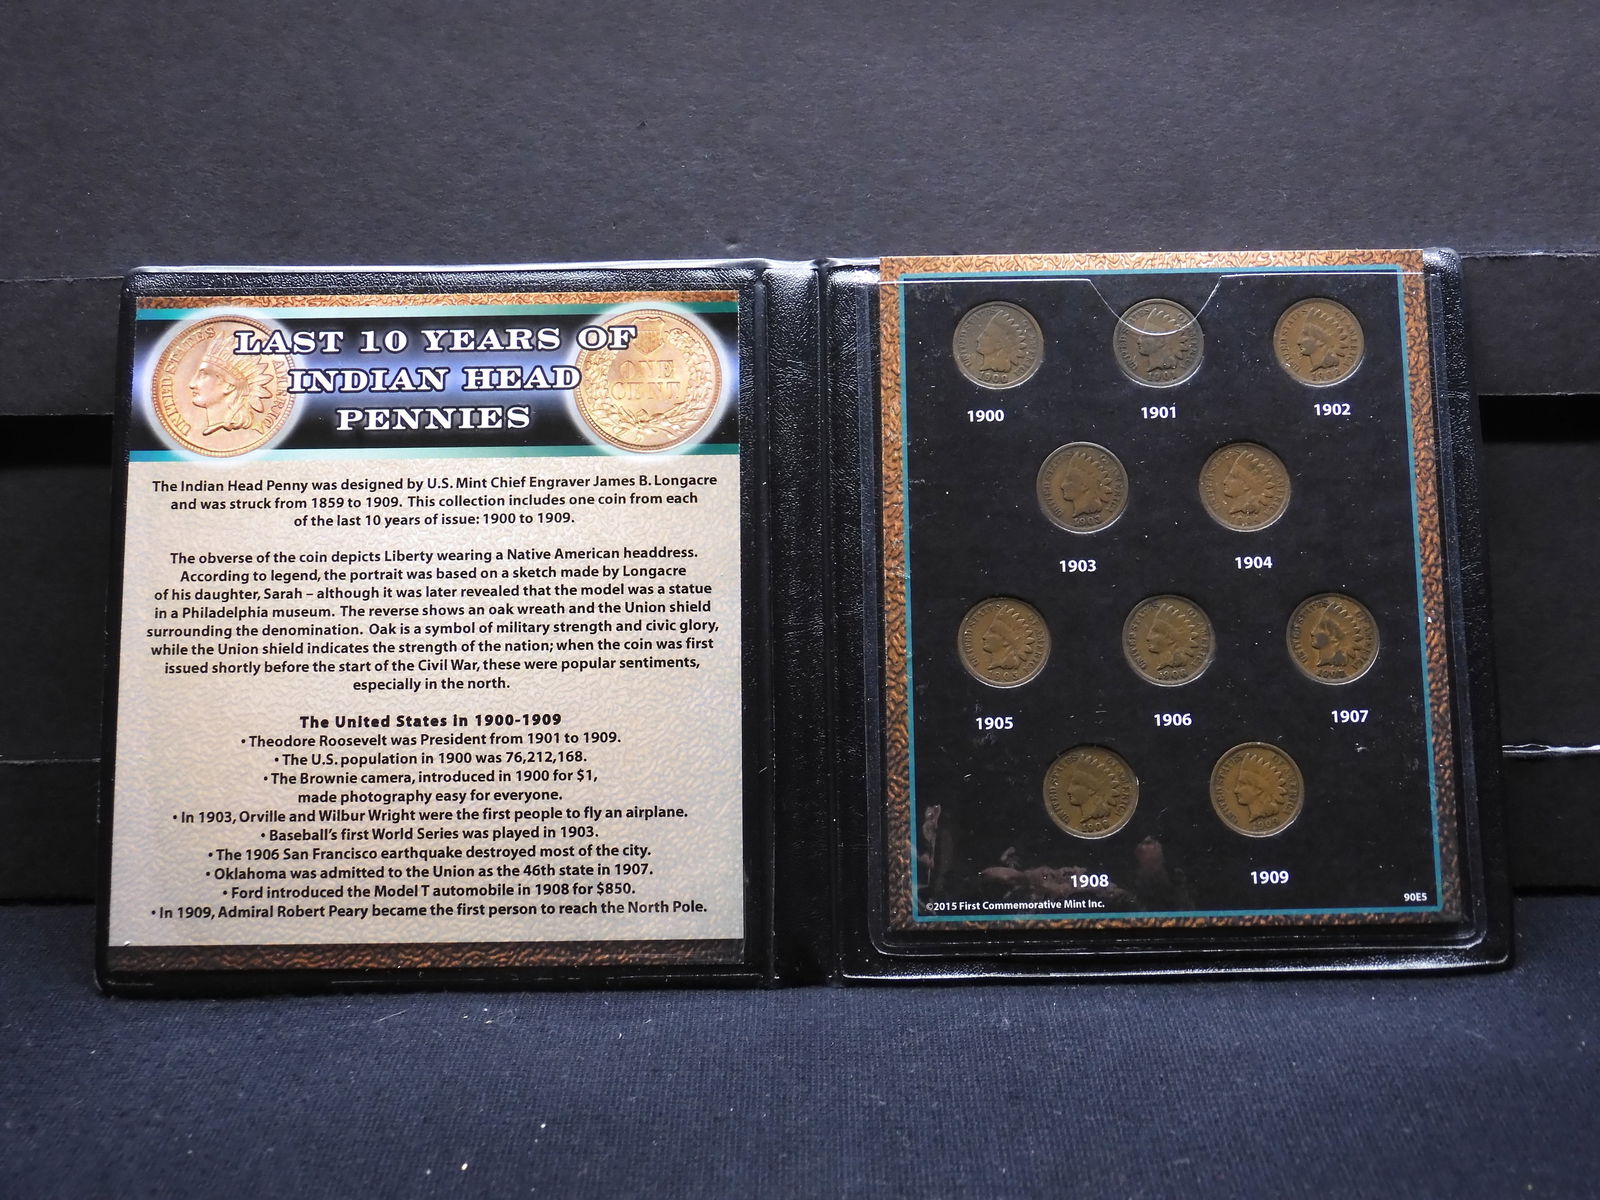 LAST 10 YEARS OF
INDIAN HEAD
PENNIES
The Indian Head Penny was designed by U.S. Mint Chief Engraver James B. Longacre
and was struck from 1859 to 1909. This collection includes one coin from each
of the last 10 years of issue: 1900 to 1909.
The obverse of the coin depicts Liberty wearing a Native American headdress.
According to legend, the portrait was based on a sketch made by Longacre
of his daughter, Sarah – although it was later revealed that the model was a statue
in a Philadelphia museum. The reverse shows an oak wreath and the Union shield
surrounding the denomination. Oak is a symbol of military strength and civic glory,
while the Union shield indicates the strength of the nation; when the coin was first
issued shortly before the start of the Civil War, these were popular sentiments,
especially in the north.
The United States in 1900-1909
• Theodore Roosevelt was President from 1901 to 1909.
• The U.S. population in 1900 was 76,212,168.
• The Brownie camera, introduced in 1900 for $1,
made photography easy for everyone.
• In 1903, Orville and Wilbur Wright were the first people to fly an airplane.
• Baseball's first World Series was played in 1903.
• The 1906 San Francisco earthquake destroyed most of the city.
• Oklahoma was admitted to the Union as the 46th state in 1907.
• Ford introduced the Model T automobile in 1908 for $850.
• In 1909, Admiral Robert Peary became the first person to reach the North Pole.
UNITED STATES
ONE
CENT
1900 1901 1902
1903 1904
1905 1906 1907
1908 1909
©2015 First Commemorative Mint Inc. 90E5